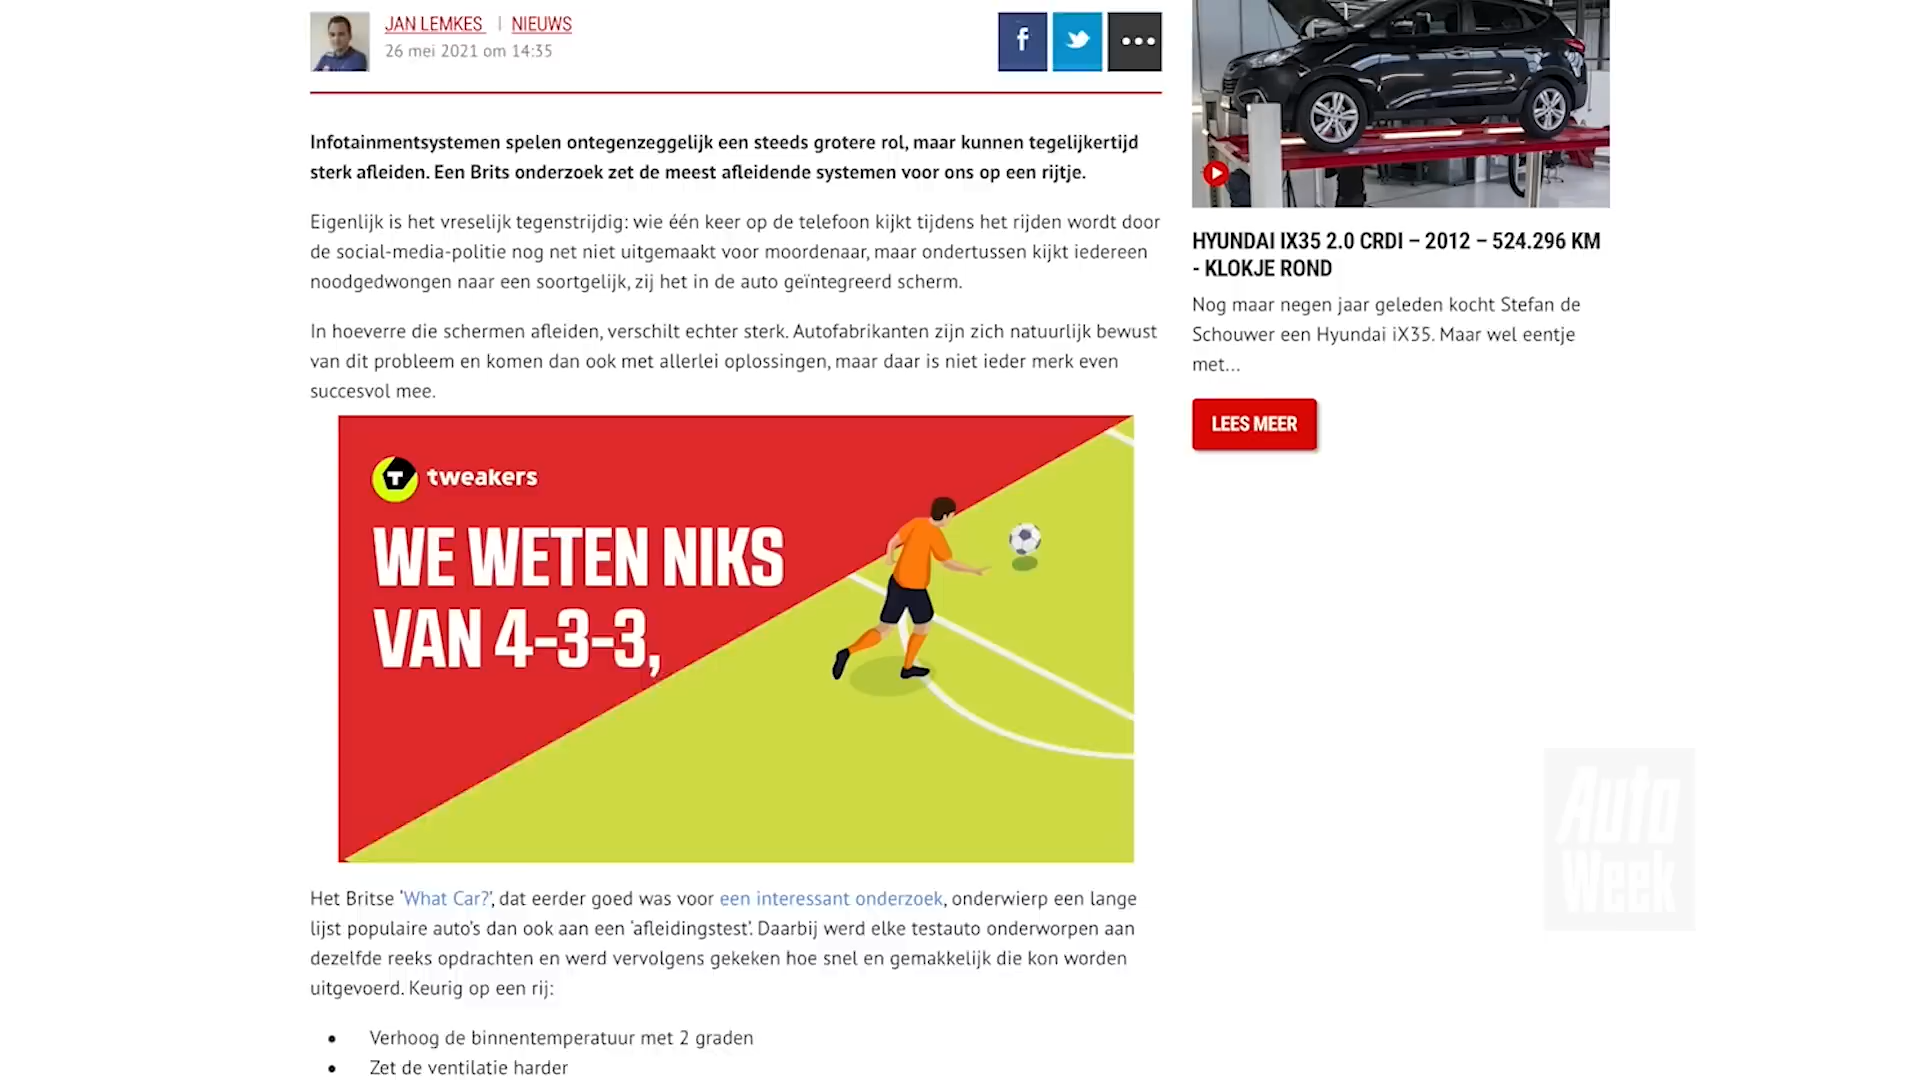 JAN LEMKES | NIEUWS
26 mei 2021 om 14:35
f
Infotainmentsystemen spelen ontegenzeggelijk een steeds grotere rol, maar kunnen tegelijkertijd
sterk afleiden. Een Brits onderzoek zet de meest afleidende systemen voor ons op een rijtje.
Eigenlijk is het vreselijk tegenstrijdig: wie één keer op de telefoon kijkt tijdens het rijden wordt door
de social-media-politie nog net niet uitgemaakt voor moordenaar, maar ondertussen kijkt iedereen
noodgedwongen naar een soortgelijk, zij het in de auto geïntegreerd scherm.
In hoeverre die schermen afleiden, verschilt echter sterk. Autofabrikanten zijn zich natuurlijk bewust
van dit probleem en komen dan ook met allerlei oplossingen, maar daar is niet ieder merk even
succesvol mee.
T tweakers
WE WETEN NIKS
VAN 4-3-3,
Het Britse 'What Car?', dat eerder goed was voor een interessant onderzoek, onderwierp een lange
lijst populaire auto's dan ook aan een 'afleidingstest'. Daarbij werd elke testauto onderworpen aan
dezelfde reeks opdrachten en werd vervolgens gekeken hoe snel en gemakkelijk die kon worden
uitgevoerd. Keurig op een rij:
• Verhoog de binnentemperatuur met 2 graden
• Zet de ventilatie harder
HYUNDAI IX35 2.0 CRDI – 2012 – 524.296 KM
- KLOKJE ROND
Nog maar negen jaar geleden kocht Stefan de
Schouwer een Hyundai iX35. Maar wel eentje
met...
LEES MEER
Auto
Week